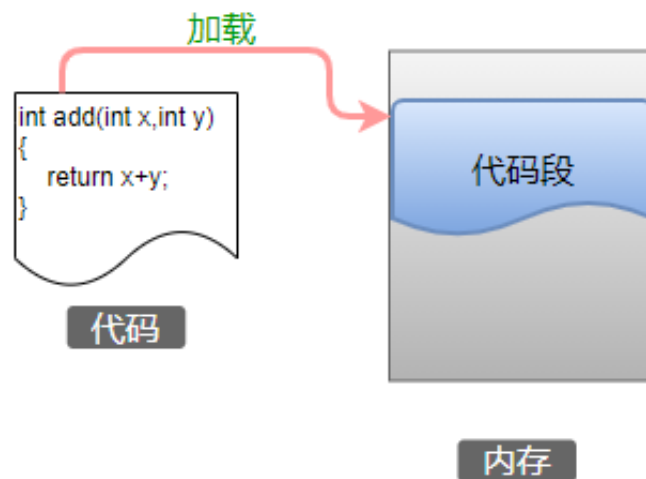 加载
int add(int x,int y)
{
return x+y;
}
代码段
代码
内存